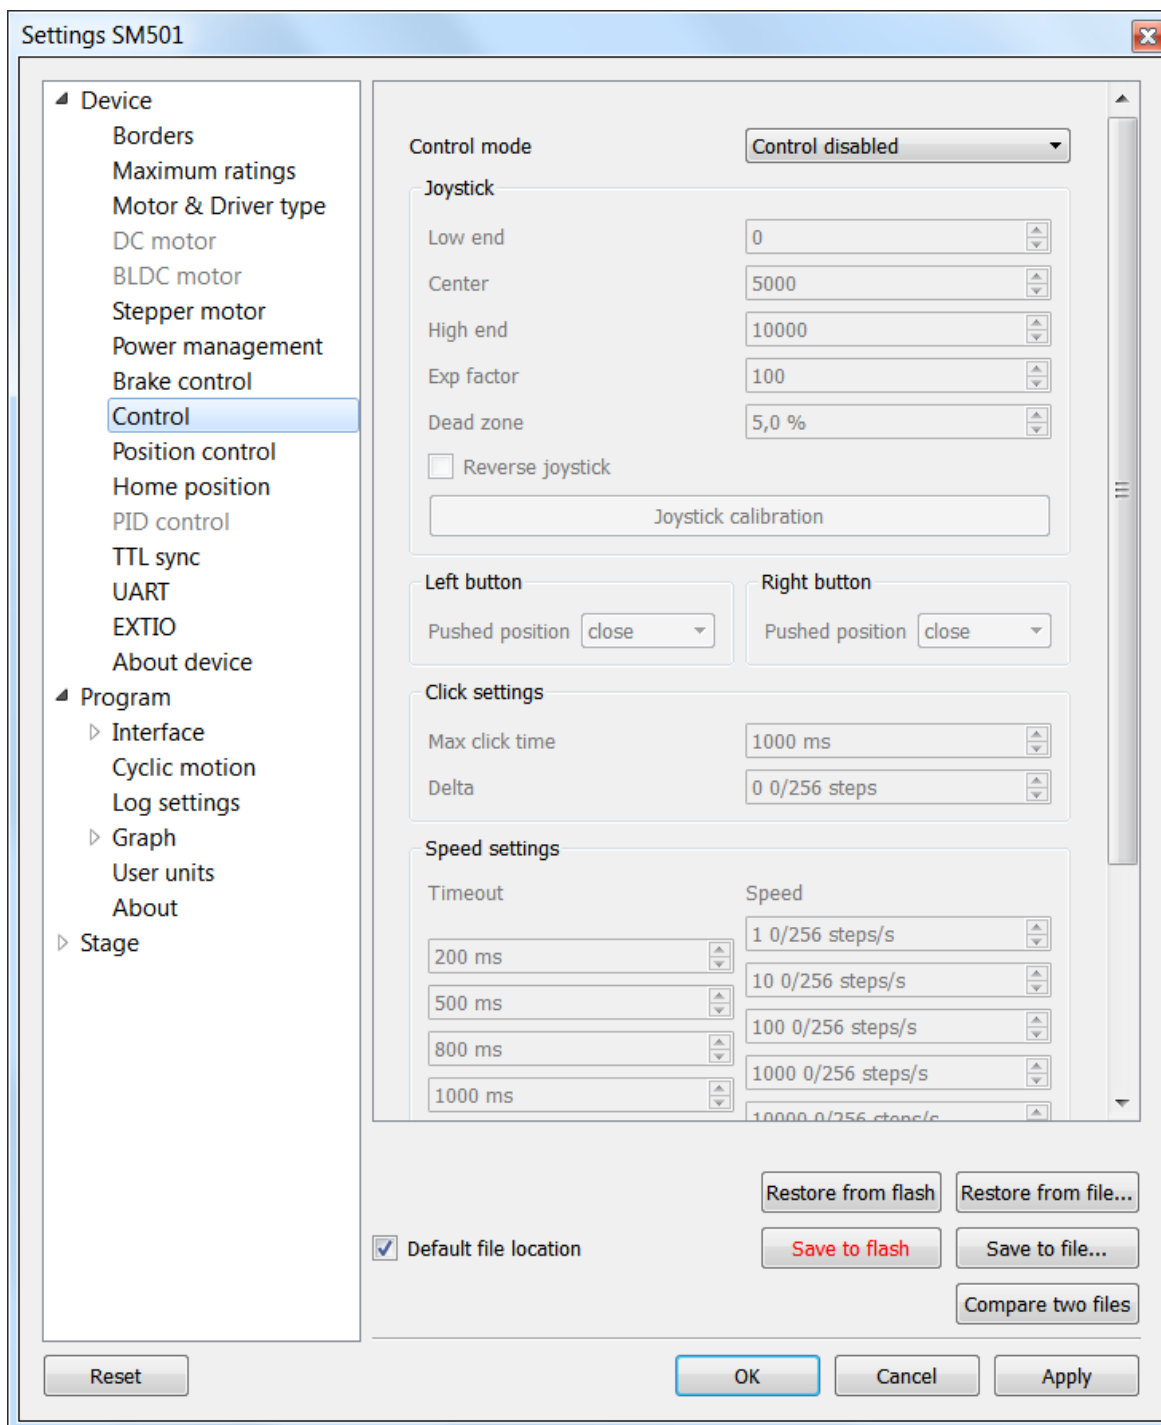 Settings SM501
Device
Borders
Maximum ratings
Motor & Driver type
DC motor
BLDC motor
Stepper motor
Power management
Brake control
Control
Position control
Home position
PID control
TTL sync
UART
EXTIO
About device
Program
Interface
Cyclic motion
Log settings
Graph
User units
About
Stage
Control mode Control disabled
Joystick
Low end 0
Center 5000
High end 10000
Exp factor 100
Dead zone 5,0 %
Reverse joystick
Joystick calibration
Left button
Pushed position close
Right button
Pushed position close
Click settings
Max click time 1000 ms
Delta 0 0/256 steps
Speed settings
Timeout Speed
1 0/256 steps/s
200 ms
10 0/256 steps/s
500 ms
100 0/256 steps/s
800 ms
1000 0/256 steps/s
1000 ms
10000 0/256 steps/s
Restore from flash Restore from file...
Default file location Save to flash Save to file...
Compare two files
Reset OK Cancel Apply